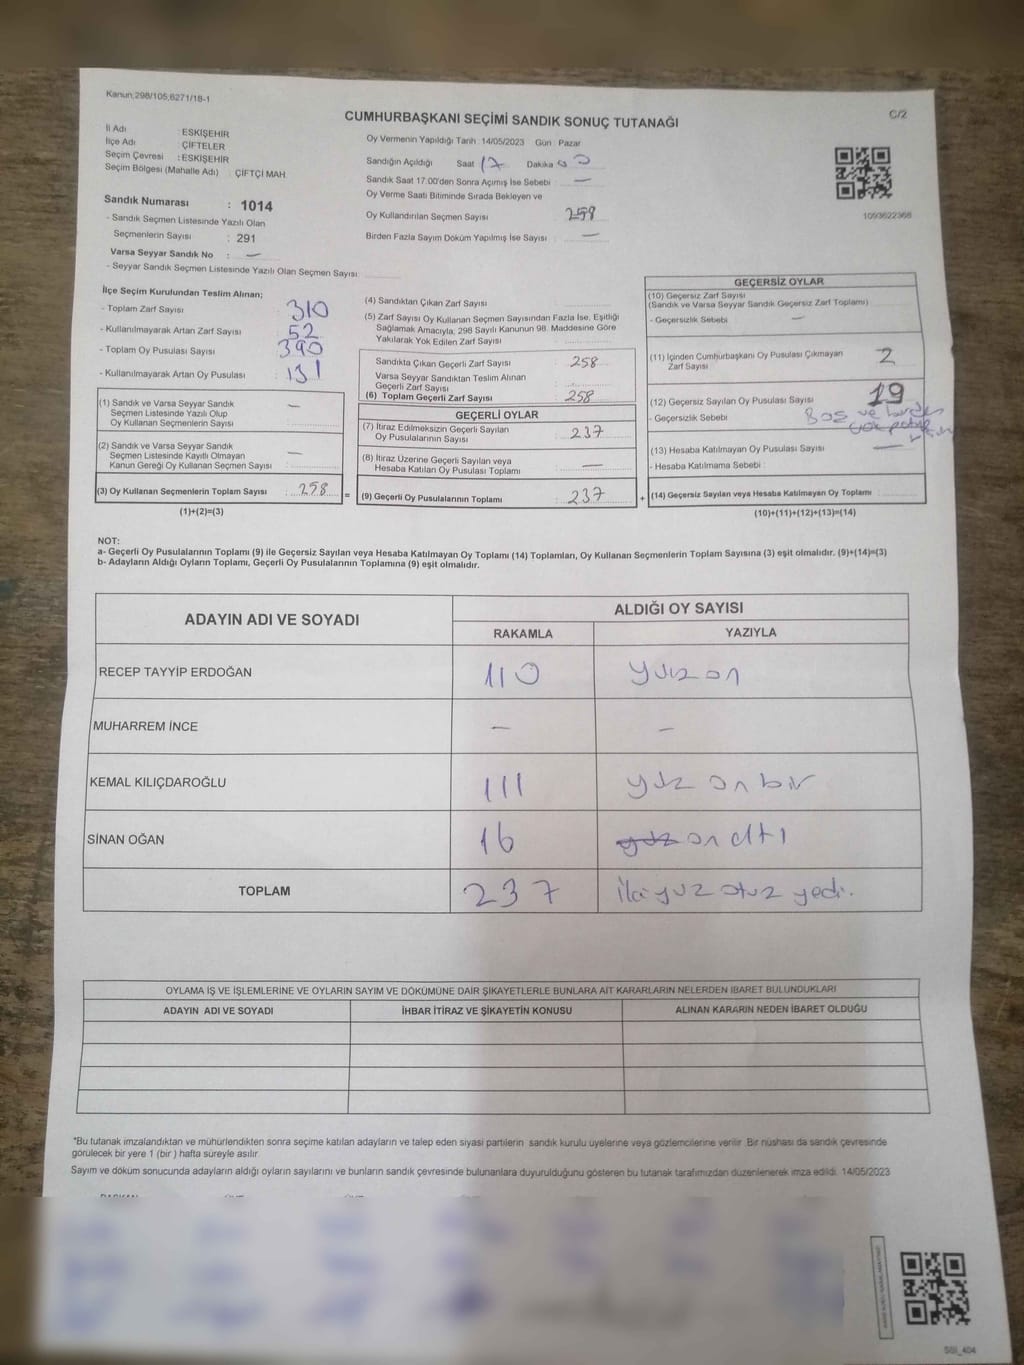 Kanun;298/105,6271/18-1
C/2
CUMHURBAŞKANI SEÇİMİ SANDIK SONUÇ TUTANAĞI
İl Adı : ESKİŞEHİR
İlçe Adı : ÇİFTELER
Seçim Çevresi : ESKİŞEHİR
Seçim Bölgesi (Mahalle Adı) : ÇİFTÇİ MAH
Sandık Numarası : 1014
- Sandık Seçmen Listesinde Yazılı Olan
Seçmenlerin Sayısı : 291
Varsa Seyyar Sandık No : —
- Seyyar Sandık Seçmen Listesinde Yazılı Olan Seçmen Sayısı
Oy Vermenin Yapıldığı Tarih : 14/05/2023 Gün : Pazar
Sandığın Açıldığı Saat 17 Dakika
Sandık Saat 17.00'den Sonra Açılmış İse Sebebi : —
Oy Verme Saati Bitiminde Sırada Bekleyen ve
Oy Kullandırılan Seçmen Sayısı : 258
Birden Fazla Sayım Döküm Yapılmış İse Sayısı : —
1093622368
İlçe Seçim Kurulundan Teslim Alınan;
- Toplam Zarf Sayısı 310
- Kullanılmayarak Artan Zarf Sayısı 52
- Toplam Oy Pusulası Sayısı 390
- Kullanılmayarak Artan Oy Pusulası : 131
(1) Sandık ve Varsa Seyyar Sandık
Seçmen Listesinde Yazılı Olup
Oy Kullanan Seçmenlerin Sayısı : —
(2) Sandık ve Varsa Seyyar Sandık
Seçmen Listesinde Kayıtlı Olmayan
Kanun Gereği Oy Kullanan Seçmen Sayısı : —
(3) Oy Kullanan Seçmenlerin Toplam Sayısı : 258 =
(1)+(2)=(3)
(4) Sandıktan Çıkan Zarf Sayısı
(5) Zarf Sayısı Oy Kullanan Seçmen Sayısından Fazla İse, Eşitliği
Sağlamak Amacıyla, 298 Sayılı Kanunun 98. Maddesine Göre
Yakılarak Yok Edilen Zarf Sayısı :
Sandıkta Çıkan Geçerli Zarf Sayısı : 258
Varsa Seyyar Sandıktan Teslim Alınan
Geçerli Zarf Sayısı :
(6) Toplam Geçerli Zarf Sayısı : 258
GEÇERLİ OYLAR
(7) İtiraz Edilmeksizin Geçerli Sayılan
Oy Pusulalarının Sayısı : 237
(8) İtiraz Üzerine Geçerli Sayılan veya
Hesaba Katılan Oy Pusulası Toplamı : —
(9) Geçerli Oy Pusulalarının Toplamı : 237 +
GEÇERSİZ OYLAR
(10) Geçersiz Zarf Sayısı
(Sandık ve Varsa Seyyar Sandık Geçersiz Zarf Toplamı)
- Geçersizlik Sebebi : —
(11) İçinden Cumhurbaşkanı Oy Pusulası Çıkmayan
Zarf Sayısı : 2
(12) Geçersiz Sayılan Oy Pusulası Sayısı : 19
- Geçersizlik Sebebi : Boş ve
(13) Hesaba Katılmayan Oy Pusulası Sayısı : —
- Hesaba Katılmama Sebebi :
(14) Geçersiz Sayılan veya Hesaba Katılmayan Oy Toplamı :
(10)+(11)+(12)+(13)=(14)
NOT:
a- Geçerli Oy Pusulalarının Toplamı (9) ile Geçersiz Sayılan veya Hesaba Katılmayan Oy Toplamı (14) Toplamları, Oy Kullanan Seçmenlerin Toplam Sayısına (3) eşit olmalıdır. (9)+(14)=(3)
b- Adayların Aldığı Oyların Toplamı, Geçerli Oy Pusulalarının Toplamına (9) eşit olmalıdır.
ADAYIN ADI VE SOYADI
ALDIĞI OY SAYISI
RAKAMLA YAZIYLA
RECEP TAYYİP ERDOĞAN 110 yüz on
MUHARREM İNCE — —
KEMAL KILIÇDAROĞLU 111 yüz on bir
SİNAN OĞAN 16 on altı
TOPLAM 237 iki yüz otuz yedi.
OYLAMA İŞ VE İŞLEMLERİNE VE OYLARIN SAYIM VE DÖKÜMÜNE DAİR ŞİKAYETLERLE BUNLARA AİT KARARLARIN NELERDEN İBARET BULUNDUKLARI
ADAYIN ADI VE SOYADI İHBAR İTİRAZ VE ŞİKAYETİN KONUSU ALINAN KARARIN NEDEN İBARET OLDUĞU
*Bu tutanak imzalandıktan ve mühürlendikten sonra seçime katılan adayların ve talep eden siyasi partilerin sandık kurulu üyelerine veya gözlemcilerine verilir. Bir nüshası da sandık çevresinde
görülecek bir yere 1 (bir) hafta süreyle asılır.
Sayım ve döküm sonucunda adayların aldığı oyların sayılarını ve bunların sandık çevresinde bulunanlara duyurulduğunu gösteren bu tutanak tarafımızdan düzenlenerek imza edildi. 14/05/2023
SSI_404